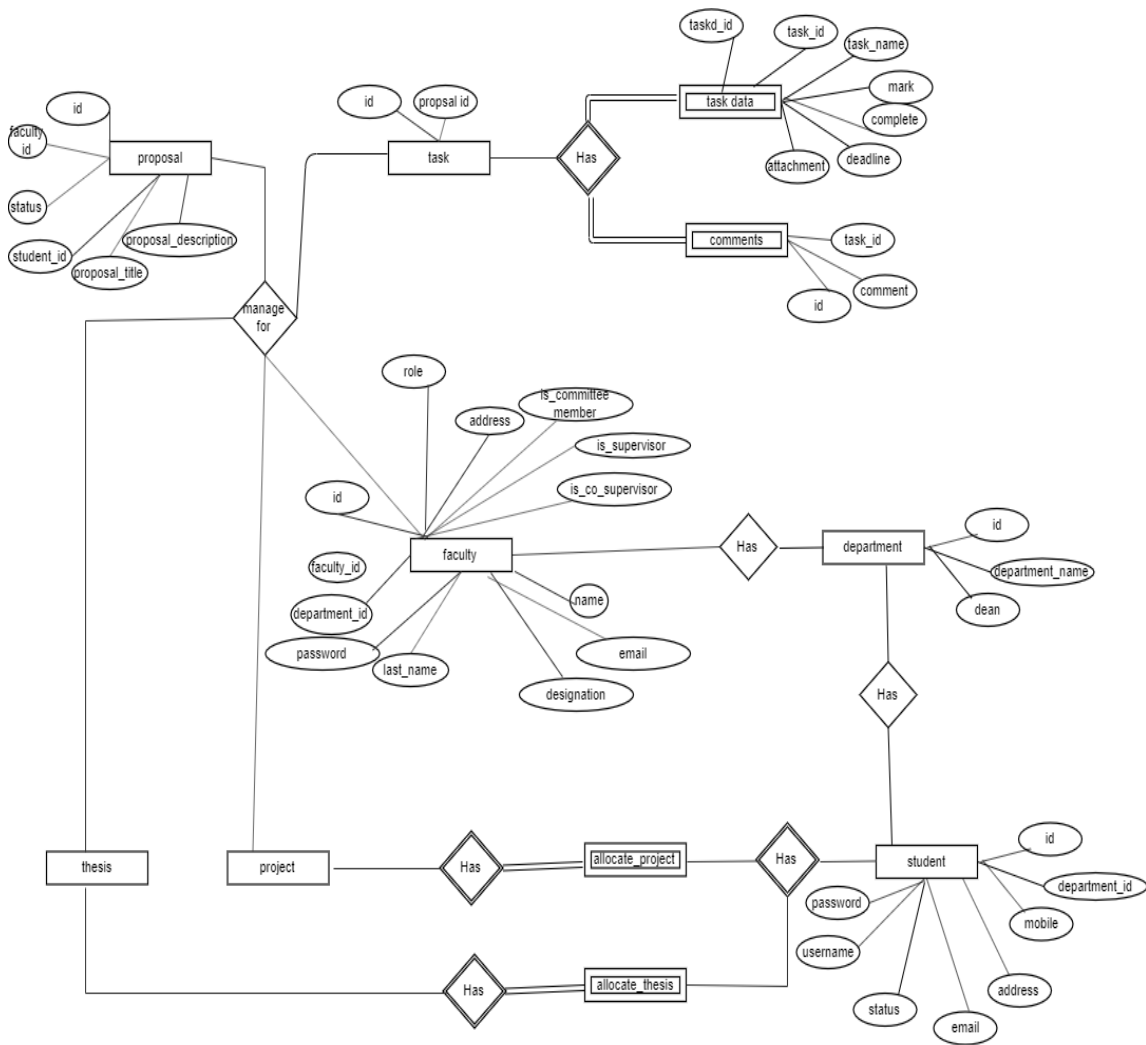 taskd_id
task_id
task_name
id
id
propsal id
mark
task data
complete
faculty
id
proposal
task
Has
deadline
attachment
status
proposal_description
student_id
proposal_title
comments
task_id
comment
id
manage
for
role
is_committee
member
address
is_supervisor
is_co_supervisor
id
id
faculty
Has
department
faculty_id
department_name
name
department_id
dean
password
email
last_name
designation
Has
id
thesis
project
Has
allocate_project
Has
student
department_id
password
mobile
username
Has
allocate_thesis
address
status
email